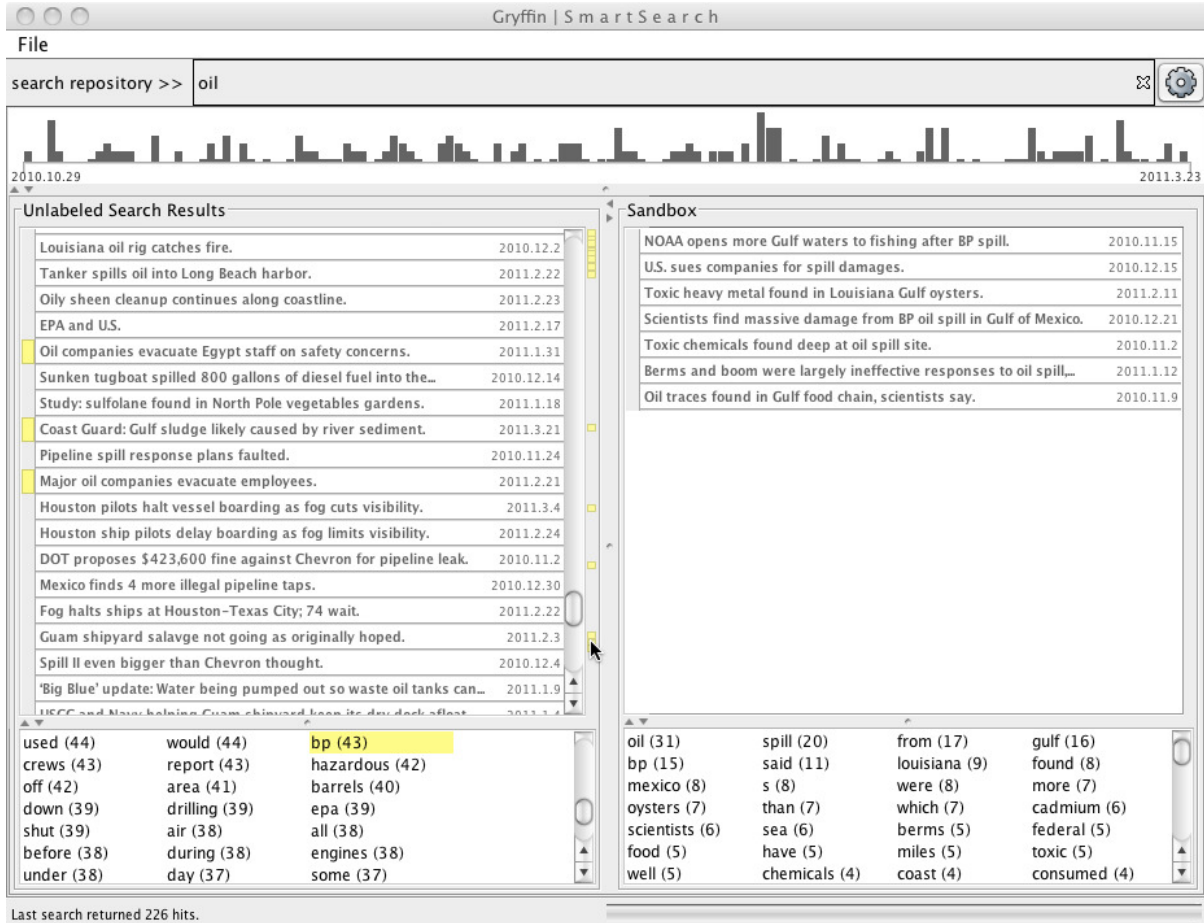 Gryffin | S m a r t S e a r c h
File
search repository >> oil
2010.10.29 2011.3.23
Unlabeled Search Results
Louisiana oil rig catches fire. 2010.12.2
Tanker spills oil into Long Beach harbor. 2011.2.22
Oily sheen cleanup continues along coastline. 2011.2.23
EPA and U.S. 2011.2.17
Oil companies evacuate Egypt staff on safety concerns. 2011.1.31
Sunken tugboat spilled 800 gallons of diesel fuel into the... 2010.12.14
Study: sulfolane found in North Pole vegetables gardens. 2011.1.18
Coast Guard: Gulf sludge likely caused by river sediment. 2011.3.21
Pipeline spill response plans faulted. 2010.11.24
Major oil companies evacuate employees. 2011.2.21
Houston pilots halt vessel boarding as fog cuts visibility. 2011.3.4
Houston ship pilots delay boarding as fog limits visibility. 2011.2.24
DOT proposes $423,600 fine against Chevron for pipeline leak. 2010.11.2
Mexico finds 4 more illegal pipeline taps. 2010.12.30
Fog halts ships at Houston-Texas City; 74 wait. 2011.2.22
Guam shipyard salavge not going as originally hoped. 2011.2.3
Spill II even bigger than Chevron thought. 2010.12.4
'Big Blue' update: Water being pumped out so waste oil tanks can... 2011.1.9
USCG and Navy helping Guam shipyard keep its dry dock afloat 2011.1.4
used (44) would (44) bp (43)
crews (43) report (43) hazardous (42)
off (42) area (41) barrels (40)
down (39) drilling (39) epa (39)
shut (39) air (38) all (38)
before (38) during (38) engines (38)
under (38) day (37) some (37)
Sandbox
NOAA opens more Gulf waters to fishing after BP spill. 2010.11.15
U.S. sues companies for spill damages. 2010.12.15
Toxic heavy metal found in Louisiana Gulf oysters. 2011.2.11
Scientists find massive damage from BP oil spill in Gulf of Mexico. 2010.12.21
Toxic chemicals found deep at oil spill site. 2010.11.2
Berms and boom were largely ineffective responses to oil spill,... 2011.1.12
Oil traces found in Gulf food chain, scientists say. 2010.11.9
oil (31) spill (20) from (17) gulf (16)
bp (15) said (11) louisiana (9) found (8)
mexico (8) s (8) were (8) more (7)
oysters (7) than (7) which (7) cadmium (6)
scientists (6) sea (6) berms (5) federal (5)
food (5) have (5) miles (5) toxic (5)
well (5) chemicals (4) coast (4) consumed (4)
Last search returned 226 hits.